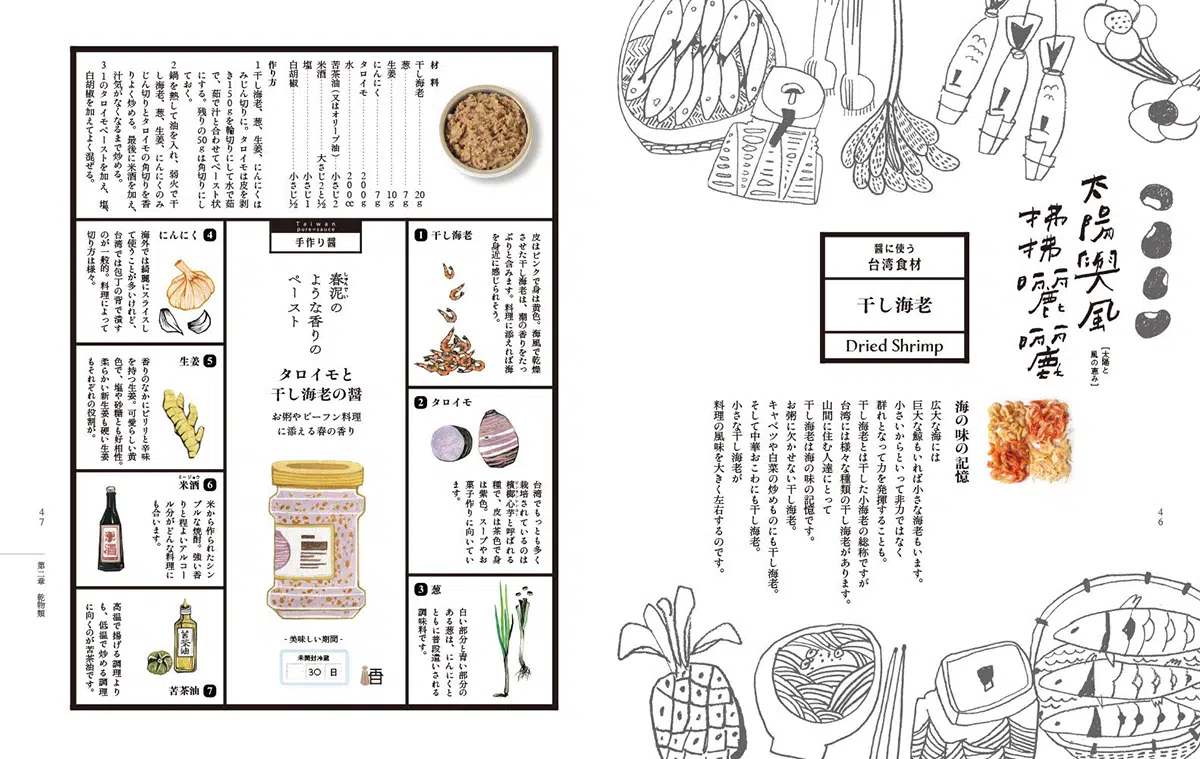 46
太陽與風
拂拂曬曬
[太陽と
風の恵み]
醬に使う
台湾食材
干し海老
Dried Shrimp
海の味の記憶
広大な海には
巨大な鯨もいれば小さな海老もいます。
小さいからといって非力ではなく
群れとなって力を発揮することも。
干し海老とは干した小海老の総称ですが
台湾には様々な種類の干し海老があります。
山間に住む人達にとって
干し海老は海の味の記憶です。
お粥に欠かせない干し海老。
キャベツや白菜の炒めものにも干し海老。
そして中華おこわにも干し海老。
小さな干し海老が
料理の風味を大きく左右するのです。
材料
干し海老 20g
葱 7g
生姜 10g
にんにく 7g
タロイモ 200g
水 200cc
苦茶油(又はオリーブ油) 小さじ2
米酒 大さじ2と½
塩 小さじ1
白胡椒 小さじ½
作り方
1 干し海老、葱、生姜、にんにくは
みじん切りに。タロイモは皮を剥
き150gを輪切りにして水で茹
で、茹で汁と合わせてペースト状
にする。残りの50gは角切りにし
ておく。
2 鍋を熱して油を入れ、弱火で干
し海老、葱、生姜、にんにくのみ
じん切りとタロイモの角切りを香
りよく炒める。最後に米酒を加え、
汁気がなくなるまで炒める。
3 1のタロイモペーストを加え、塩、
白胡椒を加えてよく混ぜる。
1 干し海老
皮はピンクで身は黄色。海風で乾燥
させた干し海老は、潮の香りをたっ
ぷりと含みます。料理に添えれば海
を身近に感じられそう。
2 タロイモ
台湾でもっとも多く
栽培されているのは
檳榔心芋と呼ばれる
種で、皮は茶色で身
は紫色。スープやお
菓子作りに向いてい
ます。
3 葱
白い部分と青い部分の
ある葱は、にんにくと
ともに普段遣いされる
調味料です。
Taiwan
pure+sauce
手作り醬
春泥の
しゅんでい
ような香りの
ペースト
タロイモと
干し海老の醬
お粥やビーフン料理
に添える春の香り
- 美味しい期間 -
未開封冷蔵
30 日
香
4 にんにく
海外では綺麗にスライスし
て使うことが多いけれど、
台湾では包丁の背で潰す
のが一般的。料理によって
切り方は様々。
5 生姜
香りのなかにピリリと辛味
を持つ生姜。可愛らしい黄
色で、塩や砂糖とも好相性。
柔らかい新生姜も硬い生姜
もそれぞれの役割が。
6 米酒
ミージョウ
米から作られたシン
プルな焼酎。強い香
りと程よいアルコー
ル分がどんな料理に
も合います。
米酒
7 苦茶油
高温で揚げる調理より
も、低温で炒める調理
に向くのが苦茶油です。
苦茶油
47
第二章 乾物類